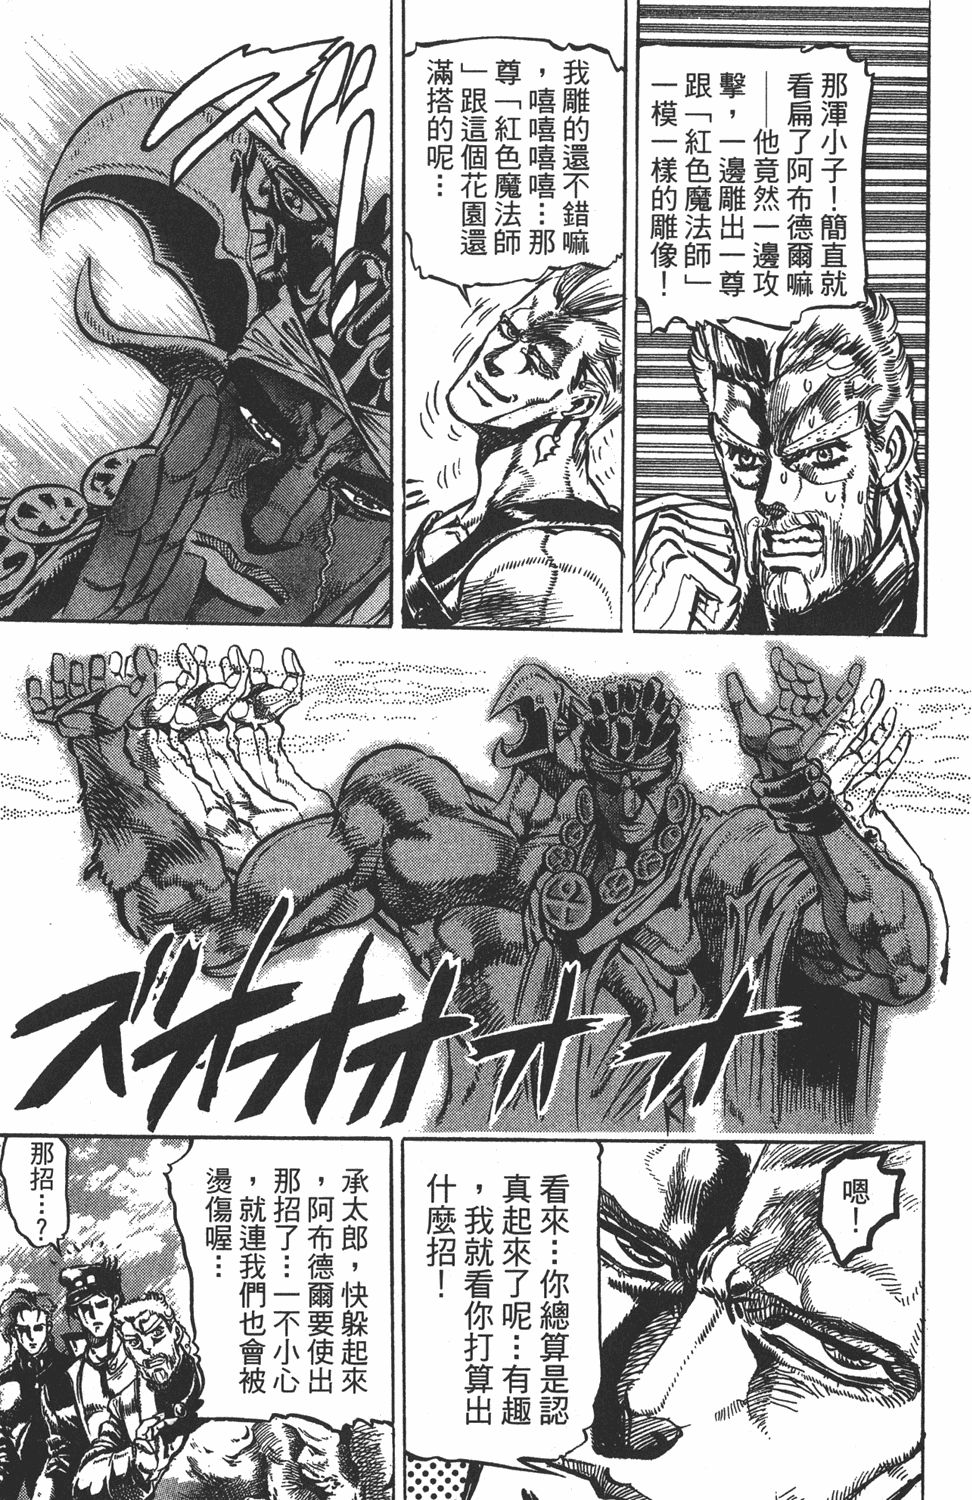 那渾小子！簡直就
看扁了阿布德爾嘛
──他竟然一邊攻
擊，一邊雕出一尊
跟「紅色魔法師」
一模一樣的雕像！
我雕的還不錯嘛
，嘻嘻嘻嘻…那
尊「紅色魔法師
」跟這個花園還
滿搭的呢…
ズズッ
ズオオオオオ
嗯！
看來…你總算是認
真起來了呢…有趣
，我就看你打算出
什麼招！
承太郎，快躲起來
，阿布德爾要使出
那招了…一不小心
，就連我們也會被
燙傷喔…
那招…？